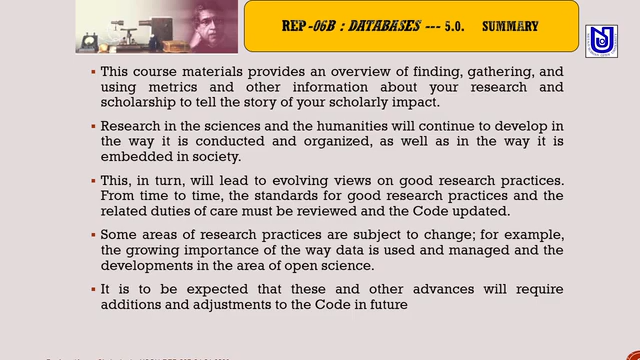 REP-06B : DATABASES --- 5.0. SUMMARY
▪ This course materials provides an overview of finding, gathering, and
using metrics and other information about your research and
scholarship to tell the story of your scholarly impact.
▪ Research in the sciences and the humanities will continue to develop in
the way it is conducted and organized, as well as in the way it is
embedded in society.
▪ This, in turn, will lead to evolving views on good research practices.
From time to time, the standards for good research practices and the
related duties of care must be reviewed and the Code updated.
▪ Some areas of research practices are subject to change; for example,
the growing importance of the way data is used and managed and the
developments in the area of open science.
▪ It is to be expected that these and other advances will require
additions and adjustments to the Code in future